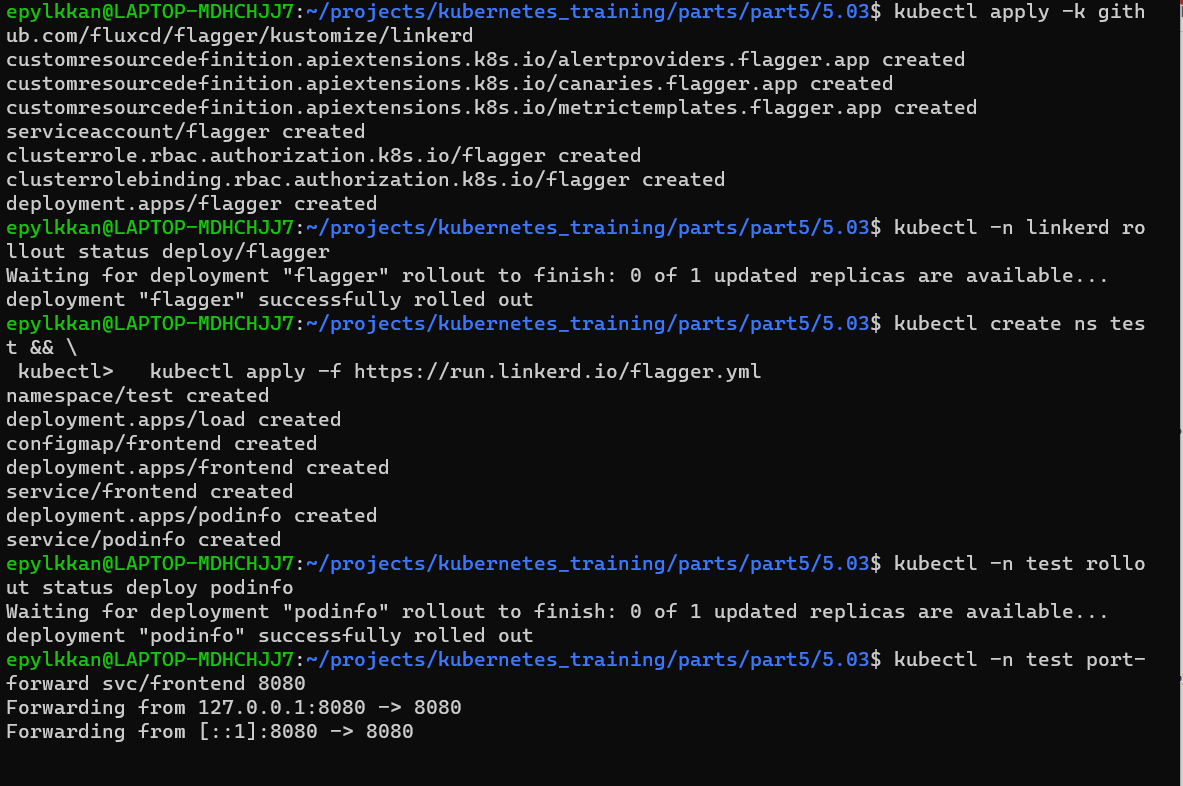 epylkkan@LAPTOP-MDHCHJJ7:~/projects/kubernetes_training/parts/part5/5.03$ kubectl apply -k gith
ub.com/fluxcd/flagger/kustomize/linkerd
customresourcedefinition.apiextensions.k8s.io/alertproviders.flagger.app created
customresourcedefinition.apiextensions.k8s.io/canaries.flagger.app created
customresourcedefinition.apiextensions.k8s.io/metrictemplates.flagger.app created
serviceaccount/flagger created
clusterrole.rbac.authorization.k8s.io/flagger created
clusterrolebinding.rbac.authorization.k8s.io/flagger created
deployment.apps/flagger created
epylkkan@LAPTOP-MDHCHJJ7:~/projects/kubernetes_training/parts/part5/5.03$ kubectl -n linkerd ro
llout status deploy/flagger
Waiting for deployment "flagger" rollout to finish: 0 of 1 updated replicas are available...
deployment "flagger" successfully rolled out
epylkkan@LAPTOP-MDHCHJJ7:~/projects/kubernetes_training/parts/part5/5.03$ kubectl create ns tes
t && \
 kubectl>   kubectl apply -f https://run.linkerd.io/flagger.yml
namespace/test created
deployment.apps/load created
configmap/frontend created
deployment.apps/frontend created
service/frontend created
deployment.apps/podinfo created
service/podinfo created
epylkkan@LAPTOP-MDHCHJJ7:~/projects/kubernetes_training/parts/part5/5.03$ kubectl -n test rollo
ut status deploy podinfo
Waiting for deployment "podinfo" rollout to finish: 0 of 1 updated replicas are available...
deployment "podinfo" successfully rolled out
epylkkan@LAPTOP-MDHCHJJ7:~/projects/kubernetes_training/parts/part5/5.03$ kubectl -n test port-
forward svc/frontend 8080
Forwarding from 127.0.0.1:8080 -> 8080
Forwarding from [::1]:8080 -> 8080